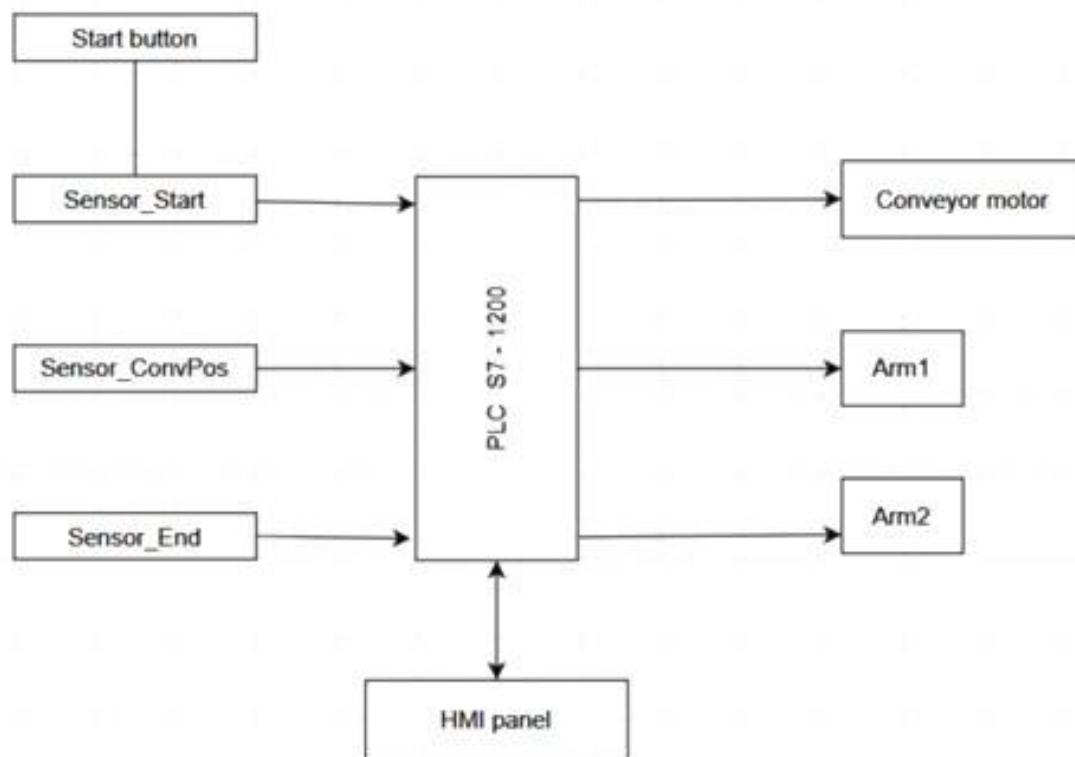 Start button
Sensor_Start
Conveyor motor
PLC S7 - 1200
Sensor_ConvPos
Arm1
Sensor_End
Arm2
HMI panel